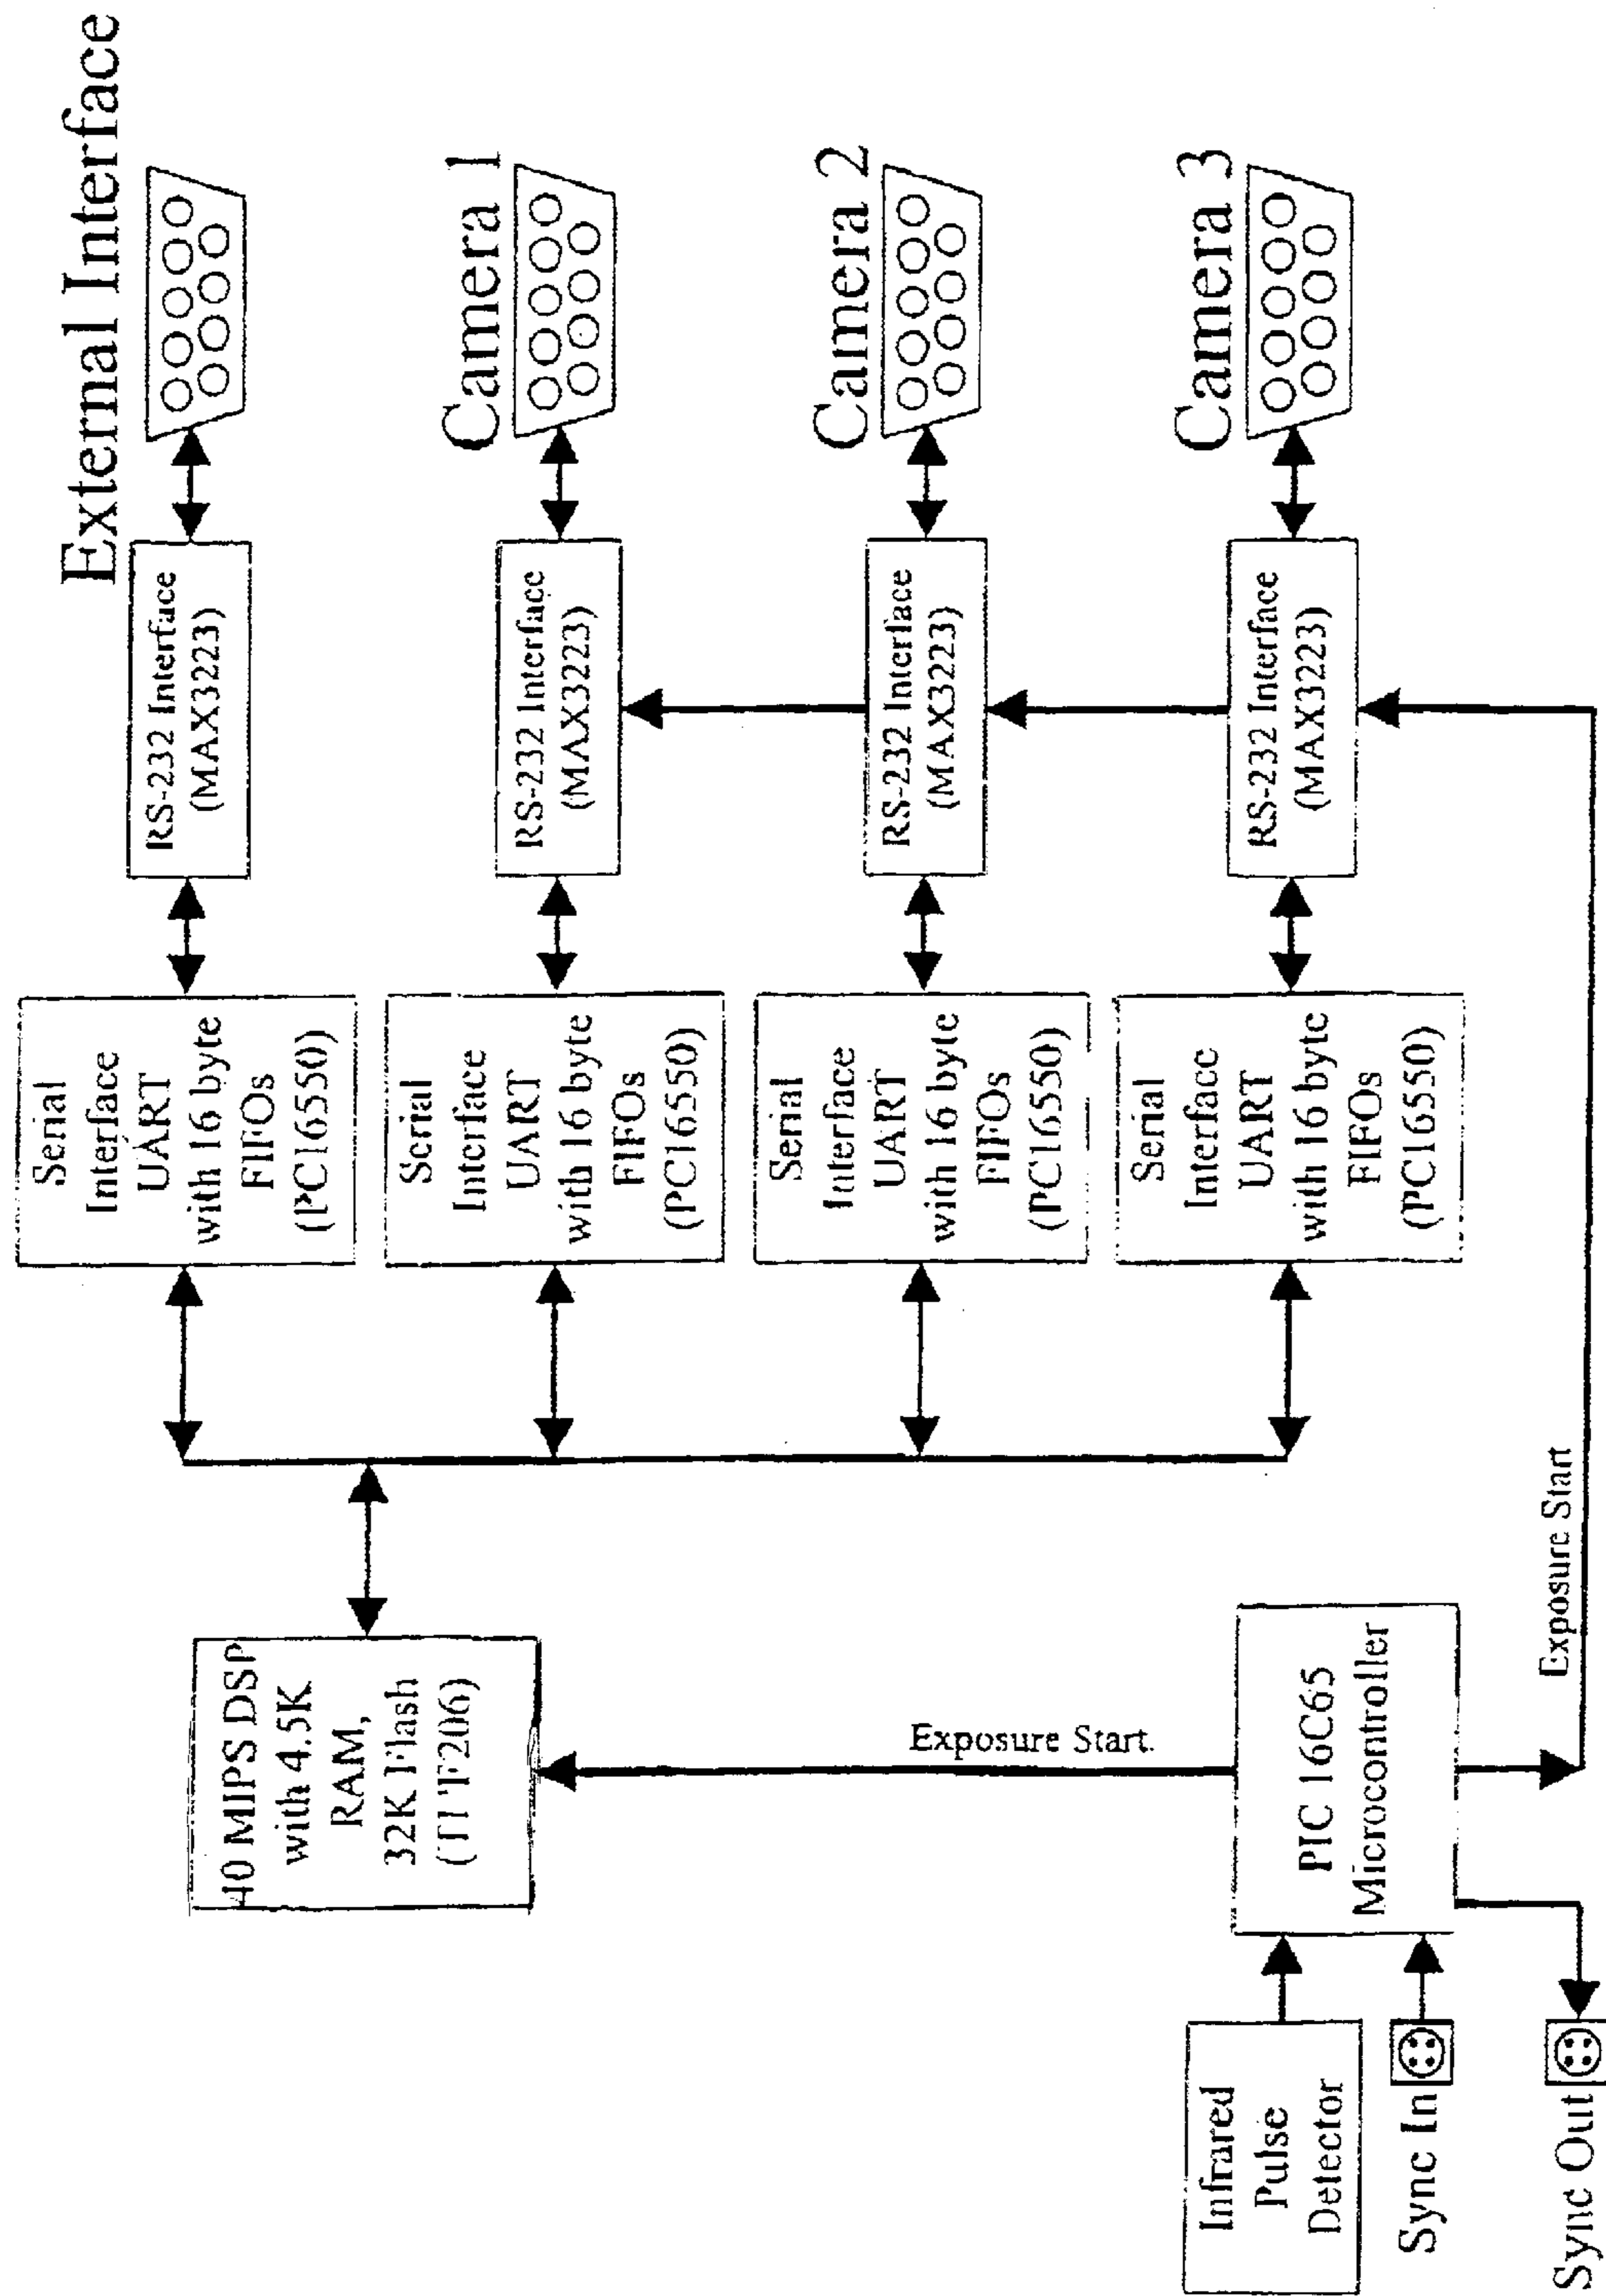 External Interface
RS-232 Interface
(MAX3223)
Serial
Interface
UART
with 16 byte
FIFOs
(PC16550)
Camera 1
RS-232 Interface
(MAX3223)
Serial
Interface
UART
with 16 byte
FIFOs
(PC16550)
Camera 2
RS-232 Interface
(MAX3223)
Serial
Interface
UART
with 16 byte
FIFOs
(PC16550)
Camera 3
RS-232 Interface
(MAX3223)
Serial
Interface
UART
with 16 byte
FIFOs
(PC16550)
40 MIPS DSP
with 4.5K
RAM,
32K Flash
Exposure Start.
PIC 16C65
Microcontroller
Exposure Start
Infrared
Pulse
Detector
Sync In
Sync Out